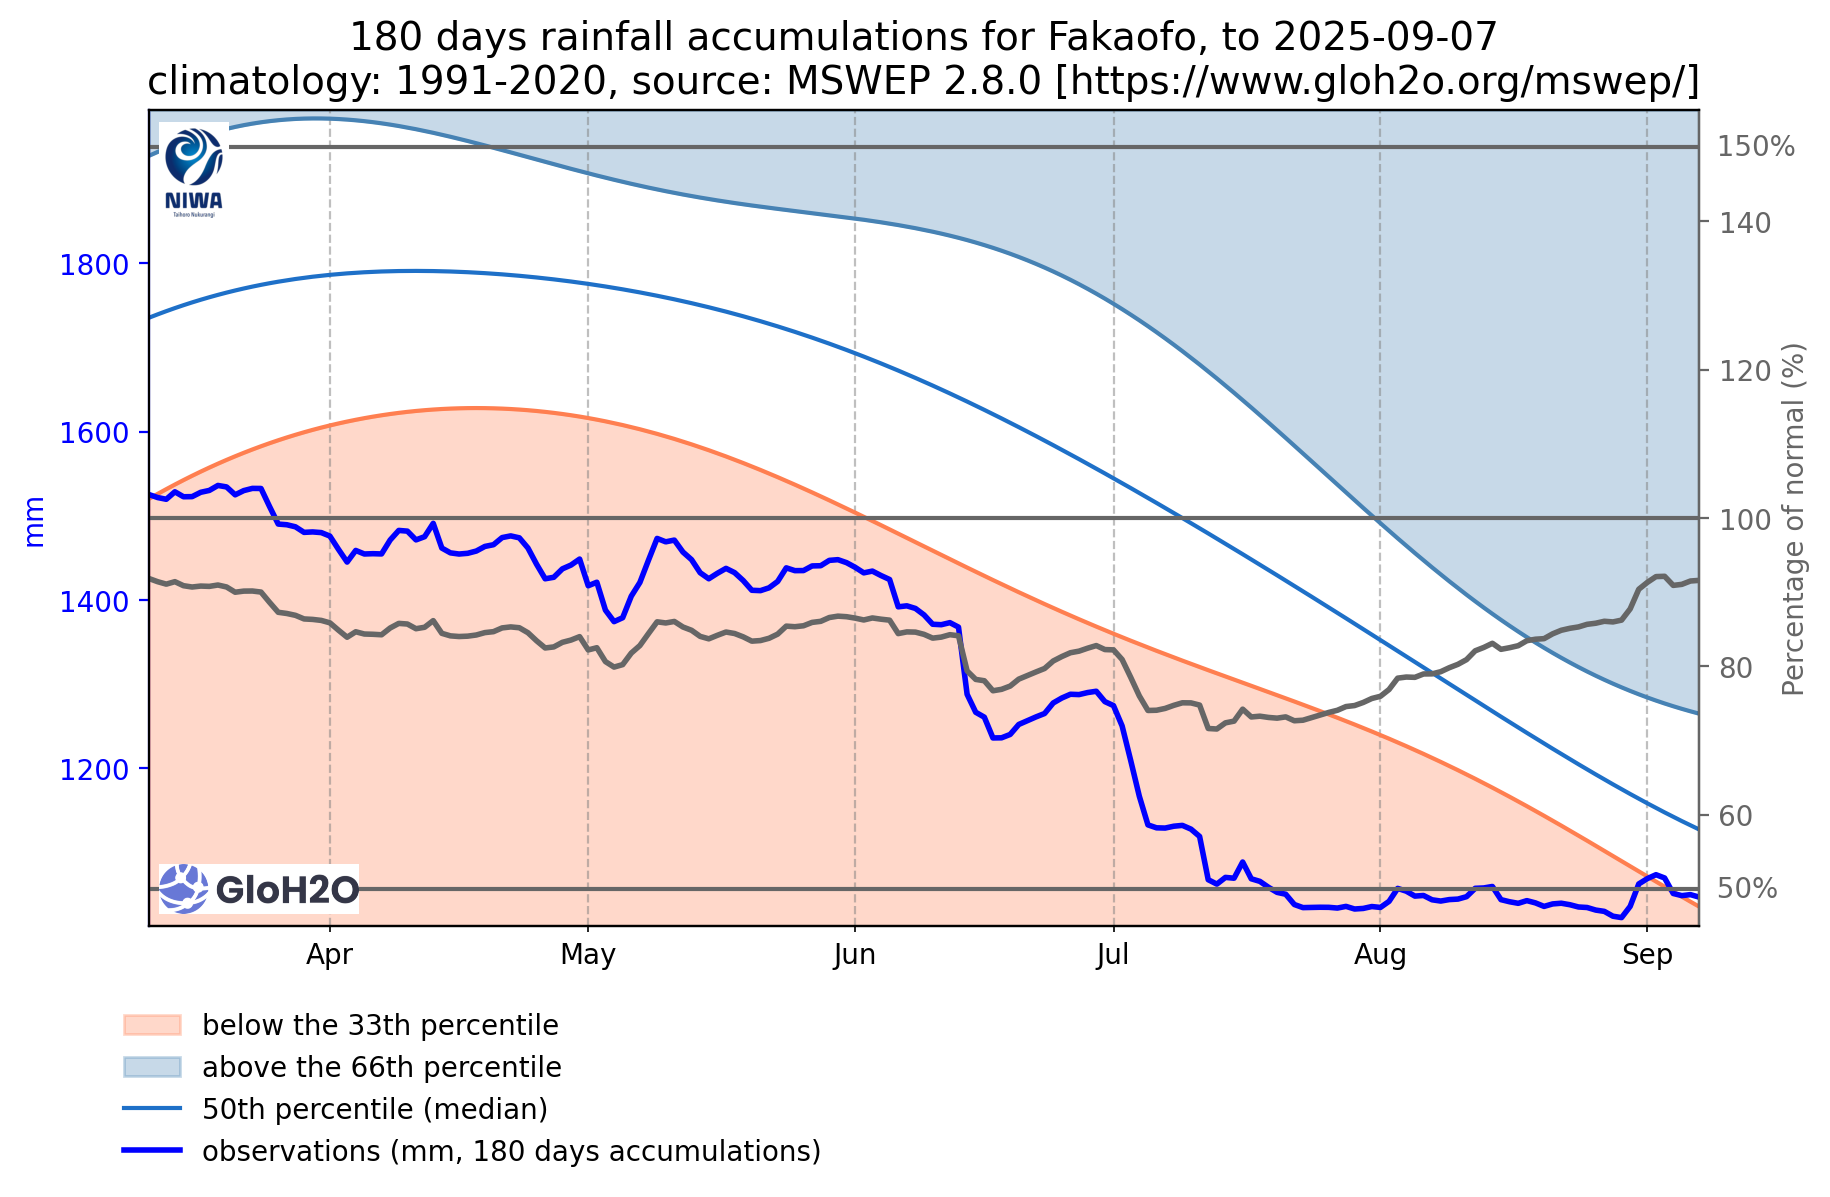 180 days rainfall accumulations for Fakaofo, to 2025-09-07
climatology: 1991-2020, source: MSWEP 2.8.0 [https://www.gloh2o.org/mswep/]
NIWA
Taihoro Nukurangi
150%
140
1800
120
1600
100
1400
80
1200
60
50%
mm
Percentage of normal (%)
GloH2O
Apr May Jun Jul Aug Sep
below the 33th percentile
above the 66th percentile
50th percentile (median)
observations (mm, 180 days accumulations)